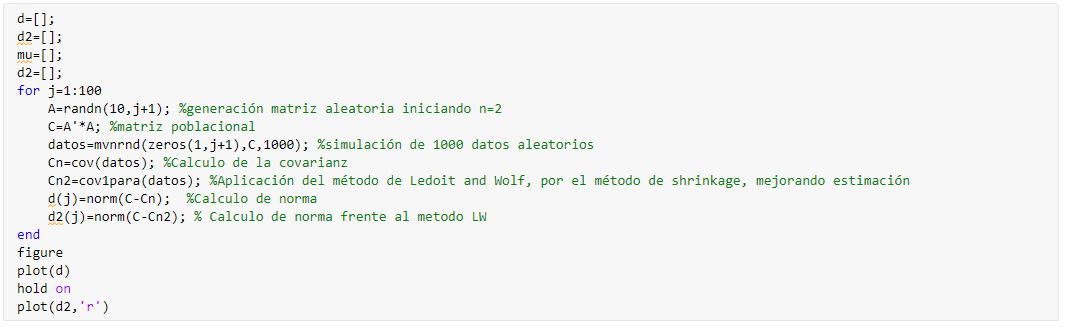 d=[];
d2=[];
mu=[];
d2=[];
for j=1:100
    A=randn(10,j+1); %generación matriz aleatoria iniciando n=2
    C=A'*A; %matriz poblacional
    datos=mvnrnd(zeros(1,j+1),C,1000); %simulación de 1000 datos aleatorios
    Cn=cov(datos); %Calculo de la covarianz
    Cn2=cov1para(datos); %Aplicación del método de Ledoit and Wolf, por el método de shrinkage, mejorando estimación
    d(j)=norm(C-Cn);  %Calculo de norma
    d2(j)=norm(C-Cn2); % Calculo de norma frente al metodo LW
end
figure
plot(d)
hold on
plot(d2,'r')